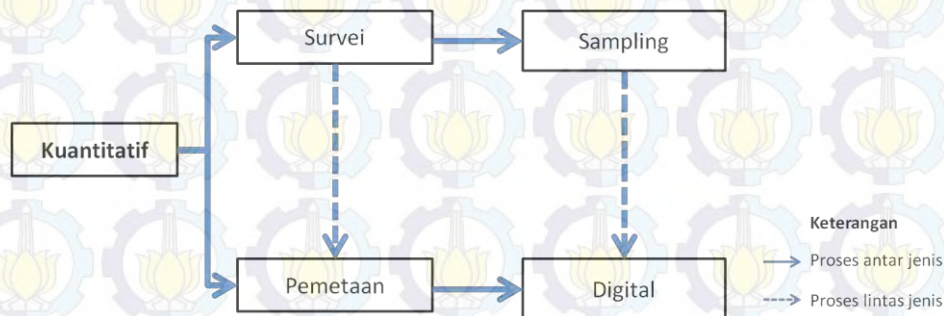 Survei
Sampling
Kuantitatif
Pemetaan
Digital
Keterangan
Proses antar jenis
Proses lintas jenis